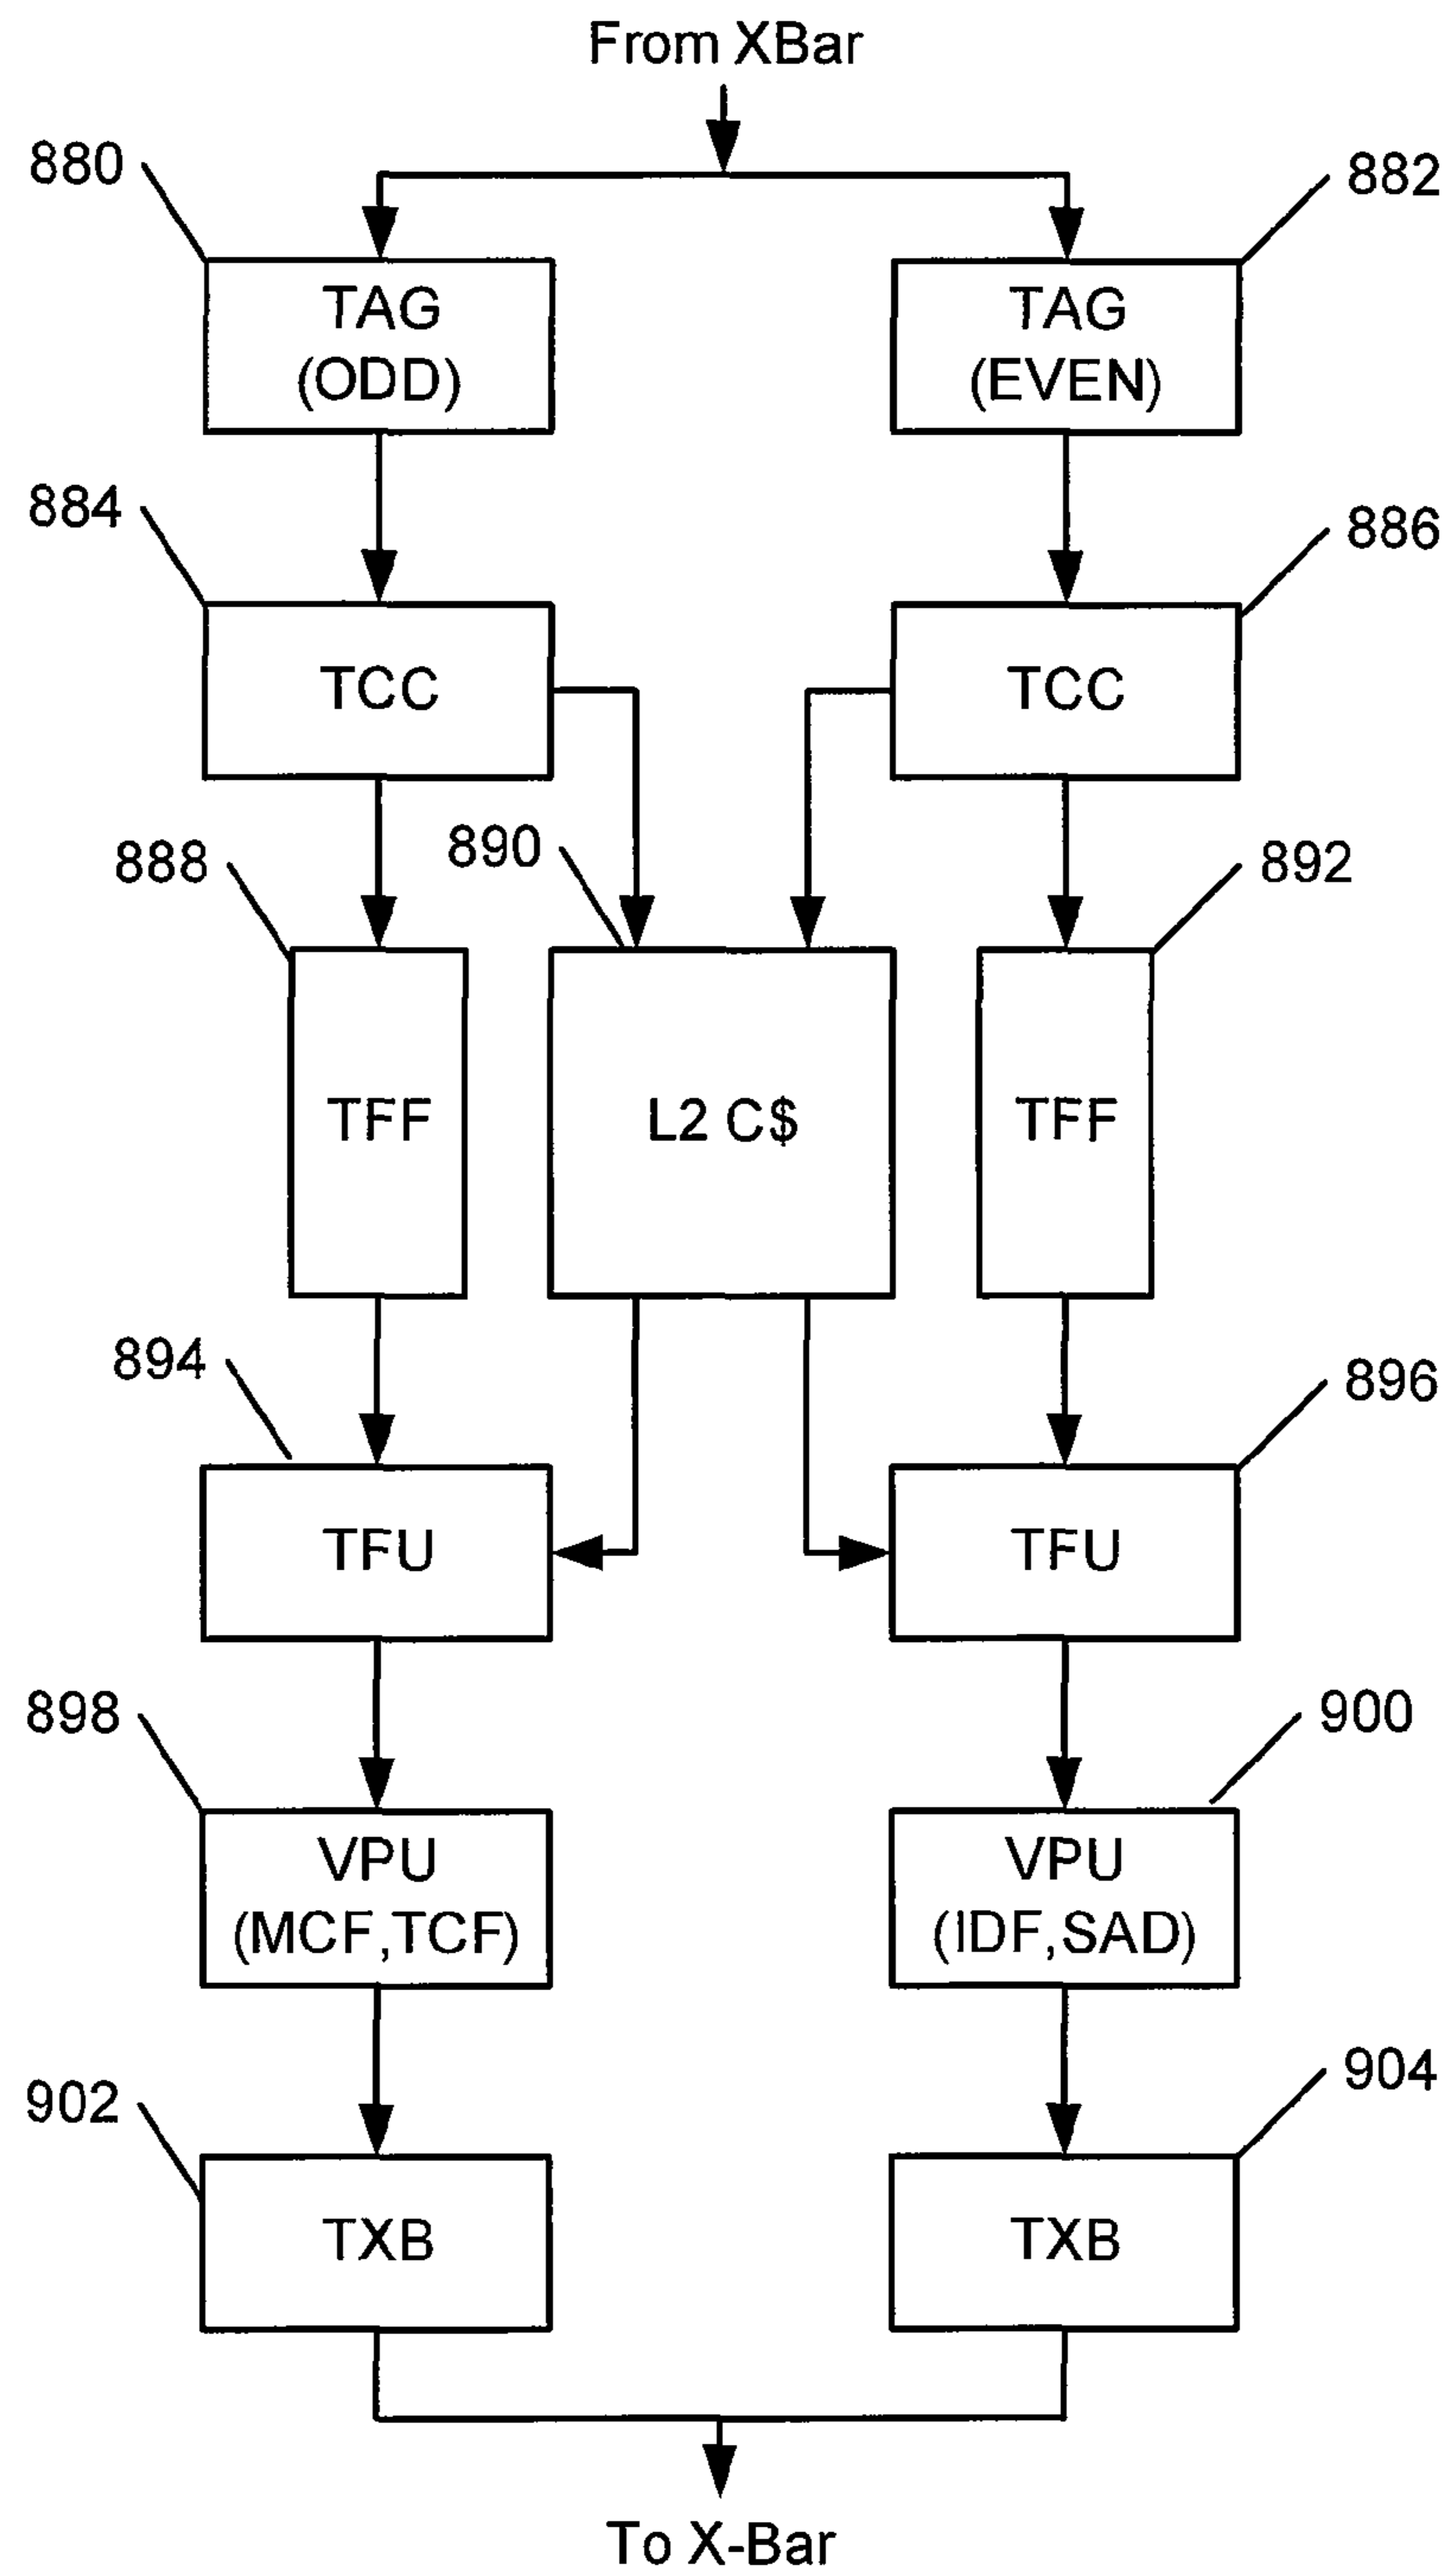 From XBar
880
882
TAG
(ODD)
TAG
(EVEN)
884
886
TCC
TCC
888
890
892
TFF
L2 C$
TFF
894
896
TFU
TFU
898
900
VPU
(MCF,TCF)
VPU
(IDF,SAD)
902
904
TXB
TXB
To X-Bar